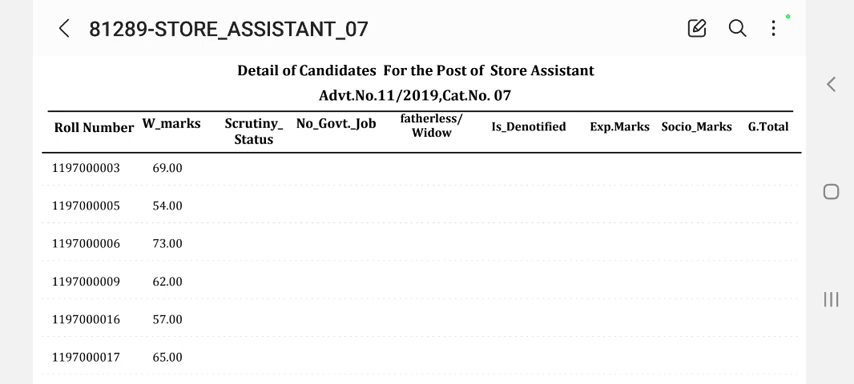 81289-STORE_ASSISTANT_07
Detail of Candidates For the Post of Store Assistant
Advt.No.11/2019,Cat.No. 07
Roll Number W_marks Scrutiny_ Status No_Govt._Job fatherless/ Widow Is_Denotified Exp.Marks Socio_Marks G.Total
1197000003 69.00
1197000005 54.00
1197000006 73.00
1197000009 62.00
1197000016 57.00
1197000017 65.00